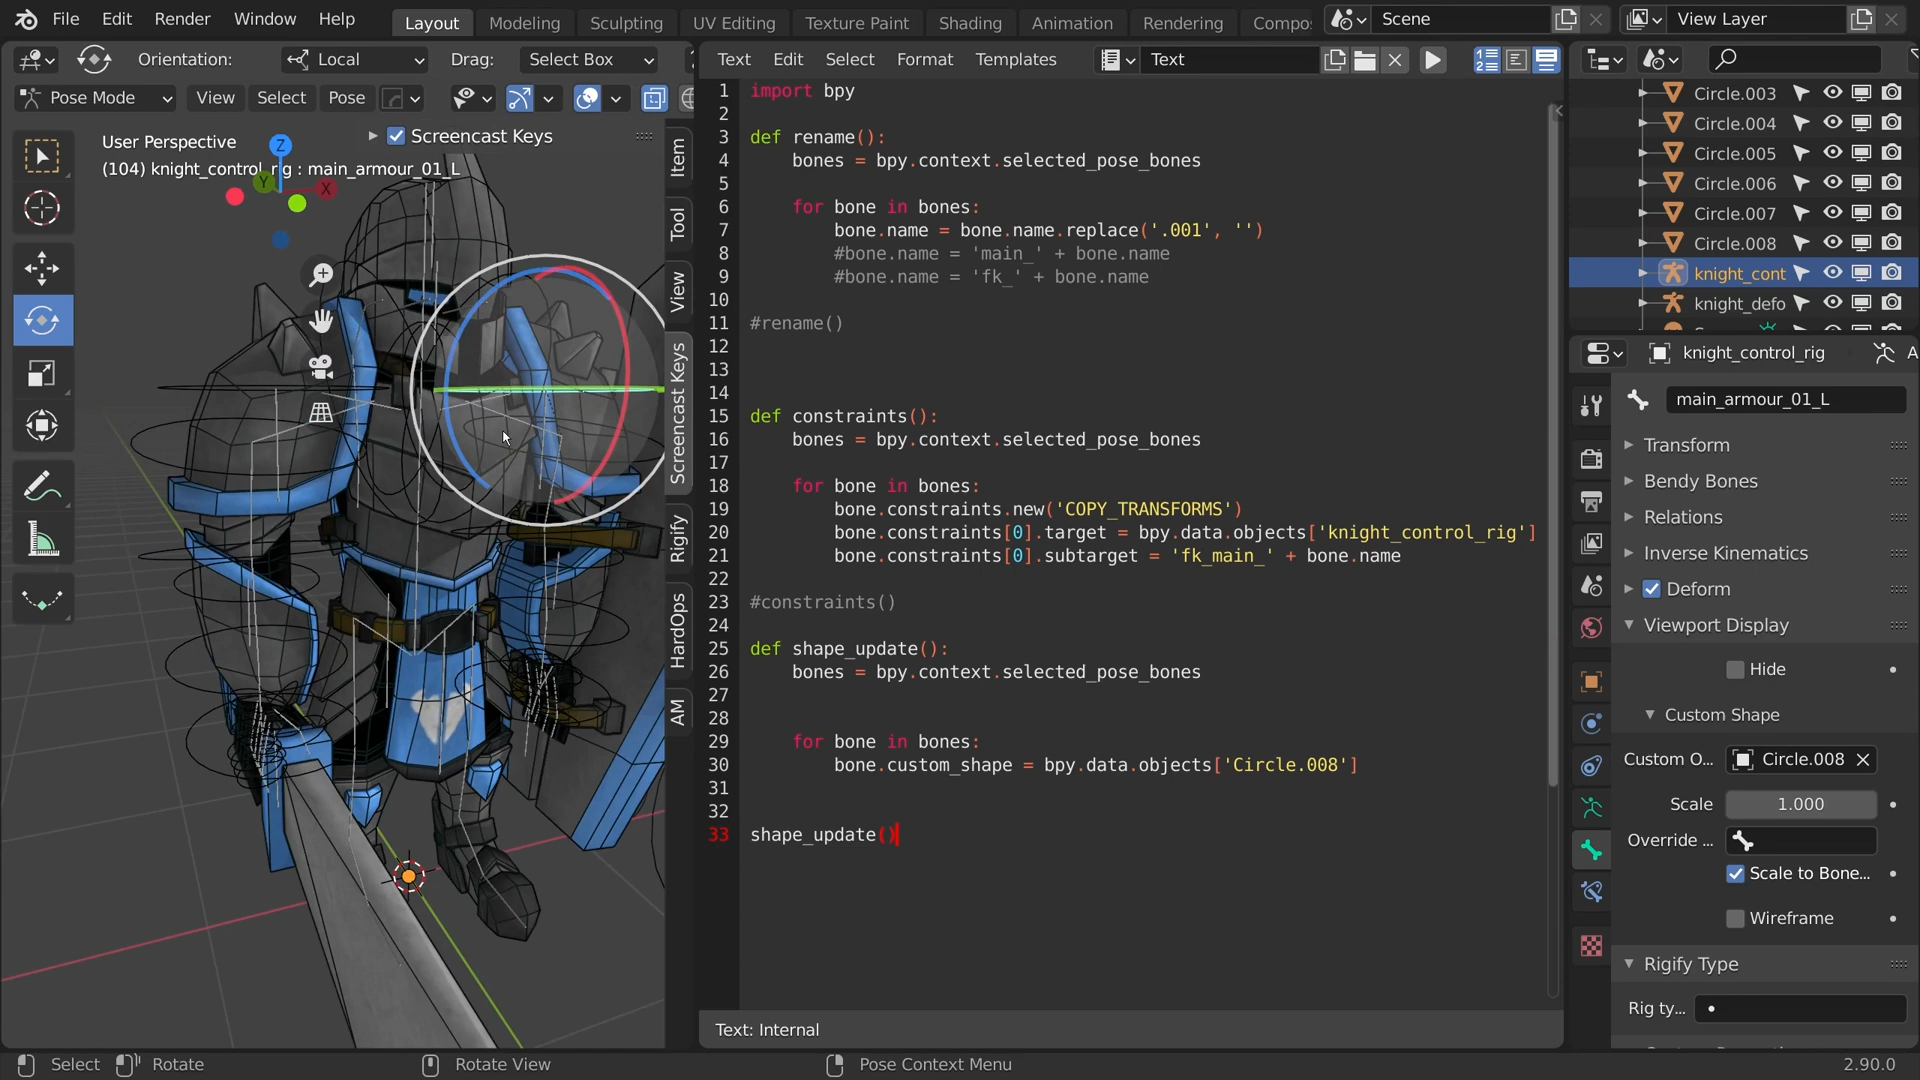 File Edit Render Window Help Layout Modeling Sculpting UV Editing Texture Paint Shading Animation Rendering Scene View Layer
Orientation: Local Drag: Select Box
Text Edit Select Format Templates Text
Pose Mode View Select Pose
User Perspective
(104) knight_control_rig : main_armour_01_L
Screencast Keys
Z
Y
X
Item
Tool
View
Screencast Keys
Rigify
HardOps
AM
1 import bpy
2
3 def rename():
4 bones = bpy.context.selected_pose_bones
5
6 for bone in bones:
7 bone.name = bone.name.replace('.001', '')
8 #bone.name = 'main_' + bone.name
9 #bone.name = 'fk_' + bone.name
10
11 #rename()
12
13
14
15 def constraints():
16 bones = bpy.context.selected_pose_bones
17
18 for bone in bones:
19 bone.constraints.new('COPY_TRANSFORMS')
20 bone.constraints[0].target = bpy.data.objects['knight_control_rig']
21 bone.constraints[0].subtarget = 'fk_main_' + bone.name
22
23 #constraints()
24
25 def shape_update():
26 bones = bpy.context.selected_pose_bones
27
28
29 for bone in bones:
30 bone.custom_shape = bpy.data.objects['Circle.008']
31
32
33 shape_update()
Text: Internal
Circle.003
Circle.004
Circle.005
Circle.006
Circle.007
Circle.008
knight_cont
knight_defo
knight_control_rig A
main_armour_01_L
Transform
Bendy Bones
Relations
Inverse Kinematics
Deform
Viewport Display
Hide
Custom Shape
Custom O... Circle.008
Scale 1.000
Override ...
Scale to Bone...
Wireframe
Rigify Type
Rig ty...
Select Rotate Rotate View Pose Context Menu 2.90.0